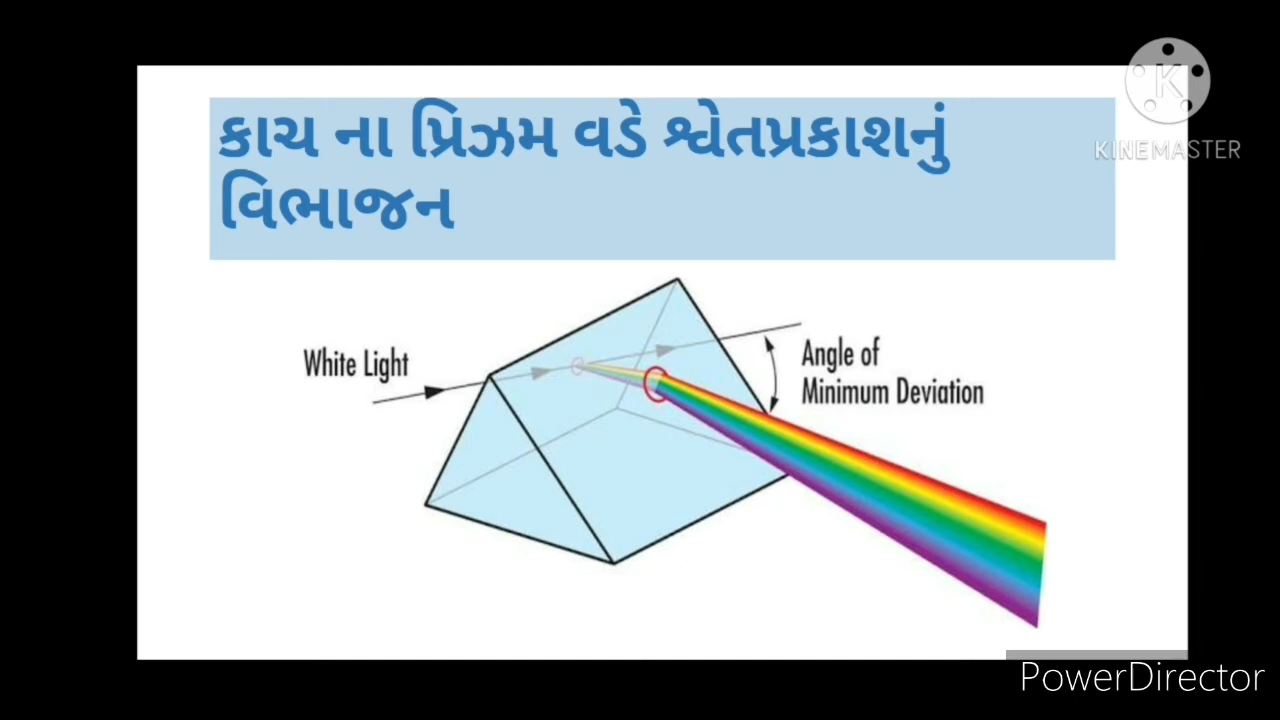 કાચ ના પ્રિઝમ વડે શ્વેતપ્રકાશનું
વિભાજન
K
KINEMASTER
White Light
Angle of
Minimum Deviation
PowerDirector